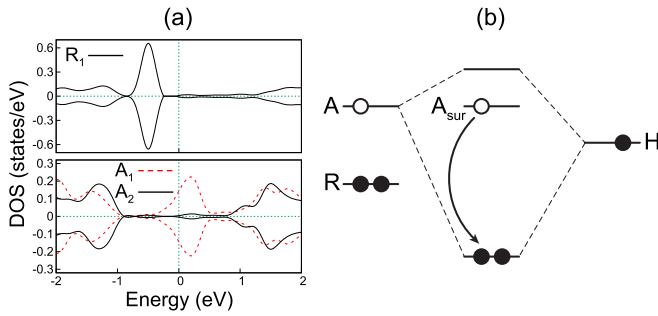 (a)
(b)
DOS (states/eV)
0.6
0.3
0
-0.3
-0.6
R1
0.3
0.2
0.1
0
-0.1
-0.2
-0.3
A1
A2
-2 -1 0 1 2
Energy (eV)
A
Asur
H
R